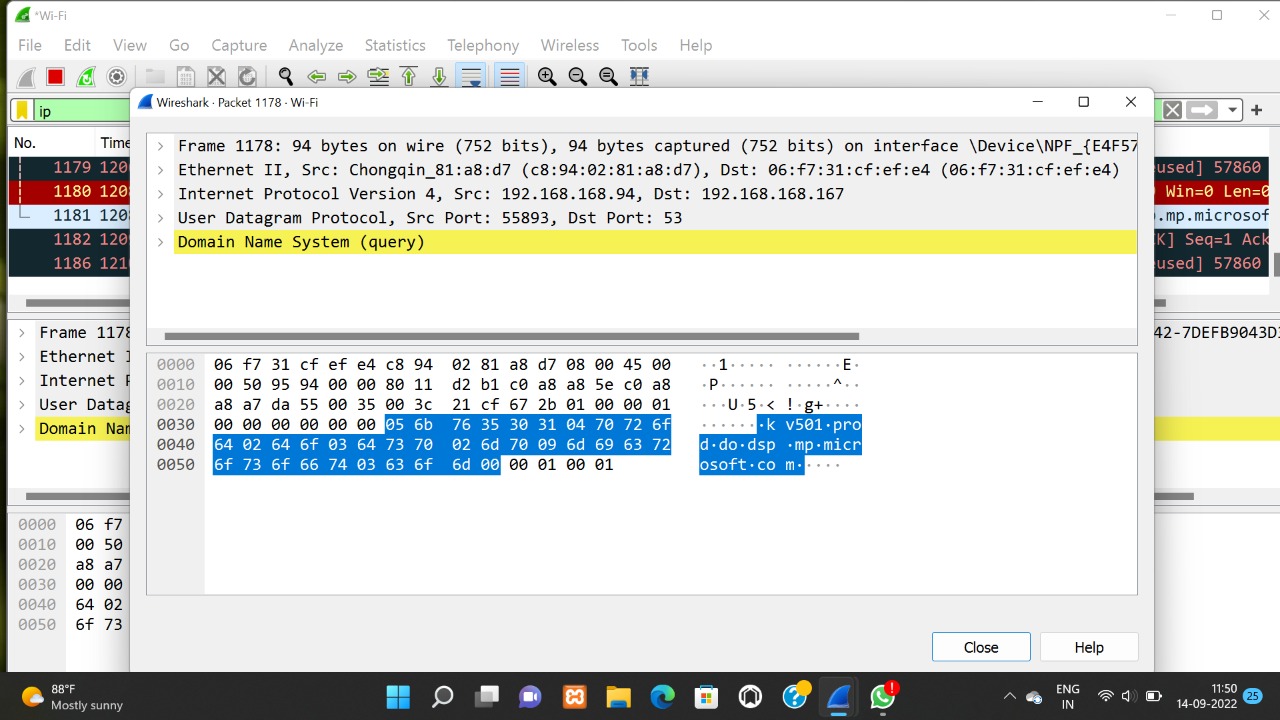 *Wi-Fi
File Edit View Go Capture Analyze Statistics Telephony Wireless Tools Help
ip
Wireshark · Packet 1178 · Wi-Fi
No. Time
1179 120
1180 120
1181 120
1182 120
1186 121
used] 57860
Win=0 Len=0
.mp.microsof
K] Seq=1 Ack
used] 57860
Frame 1178: 94 bytes on wire (752 bits), 94 bytes captured (752 bits) on interface \Device\NPF_{E4F57
Ethernet II, Src: Chongqin_81:a8:d7 (c8:94:02:81:a8:d7), Dst: 06:f7:31:cf:ef:e4 (06:f7:31:cf:ef:e4)
Internet Protocol Version 4, Src: 192.168.168.94, Dst: 192.168.168.167
User Datagram Protocol, Src Port: 55893, Dst Port: 53
Domain Name System (query)
Frame 1178
Ethernet I
Internet P
User Datag
Domain Nam
42-7DEFB9043D
0000 06 f7 31 cf ef e4 c8 94 02 81 a8 d7 08 00 45 00 ··1····· ······E·
0010 00 50 95 94 00 00 80 11 d2 b1 c0 a8 a8 5e c0 a8 ·P······ ·····^··
0020 a8 a7 da 55 00 35 00 3c 21 cf 67 2b 01 00 00 01 ···U·5·< !·g+····
0030 00 00 00 00 00 00 05 6b 76 35 30 31 04 70 72 6f ·······k v501·pro
0040 64 02 64 6f 03 64 73 70 02 6d 70 09 6d 69 63 72 d·do·dsp ·mp·micr
0050 6f 73 6f 66 74 03 63 6f 6d 00 00 01 00 01 osoft·co m·····
0000 06 f7
0010 00 50
0020 a8 a7
0030 00 00
0040 64 02
0050 6f 73
Close Help
88°F
Mostly sunny
ENG
IN
11:50
14-09-2022
25